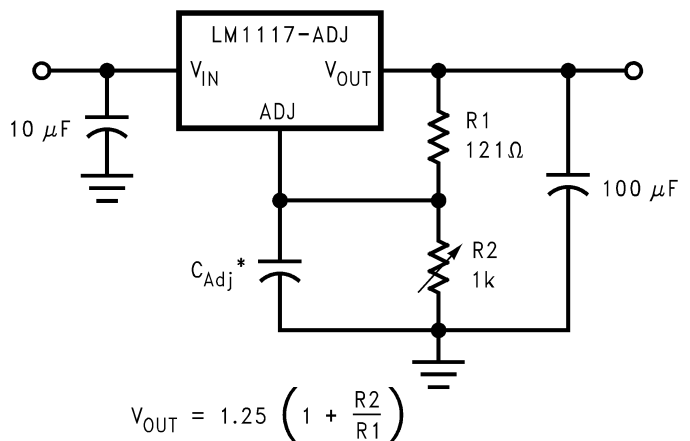 LM1117-ADJ
V_IN
V_OUT
ADJ
10 µF
R1
121Ω
100 µF
C_Adj*
R2
1k
V_OUT = 1.25 (1 + R2/R1)